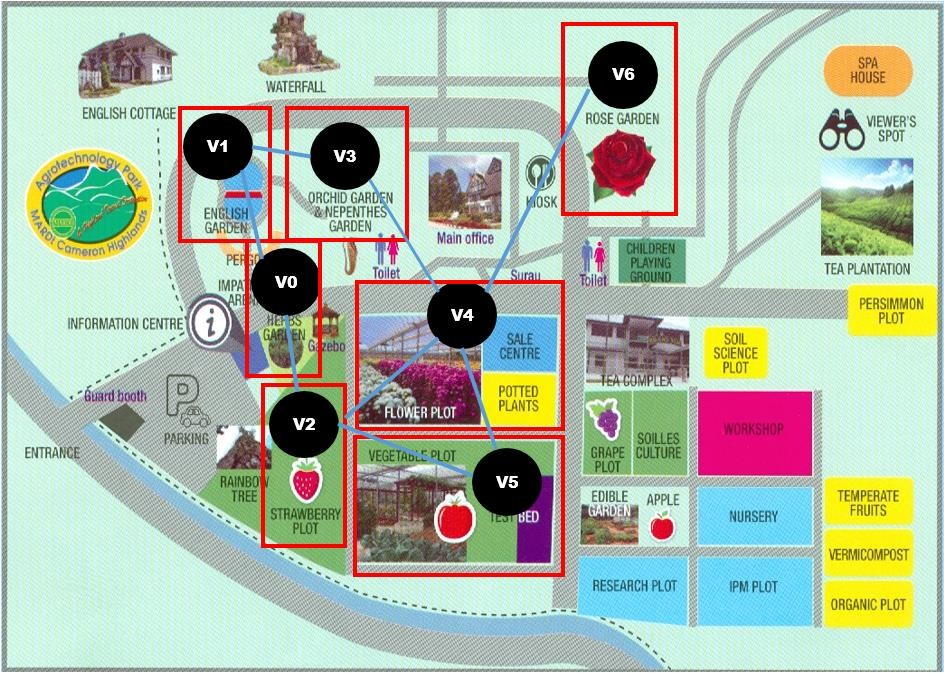 ENGLISH COTTAGE
WATERFALL
V6
ROSE GARDEN
SPA
HOUSE
VIEWER'S
SPOT
TEA PLANTATION
Agrotechnology Park
MARDI Cameron Highlands
V1
ENGLISH
GARDEN
V3
ORCHID GARDEN
& NEPENTHES
GARDEN
Main office
KIOSK
Toilet
Surau
Toilet
CHILDREN
PLAYING
GROUND
PERSIMMON
PLOT
V0
HERBS
GARDEN
Gazebo
INFORMATION CENTRE
i
V4
FLOWER PLOT
SALE
CENTRE
POTTED
PLANTS
TEA COMPLEX
SOIL
SCIENCE
PLOT
Guard booth
P
PARKING
ENTRANCE
RAINBOW
TREE
V2
STRAWBERRY
PLOT
VEGETABLE PLOT
V5
TEST BED
GRAPE
PLOT
SOILLES
CULTURE
WORKSHOP
EDIBLE
GARDEN
APPLE
NURSERY
TEMPERATE
FRUITS
VERMICOMPOST
ORGANIC PLOT
RESEARCH PLOT
IPM PLOT